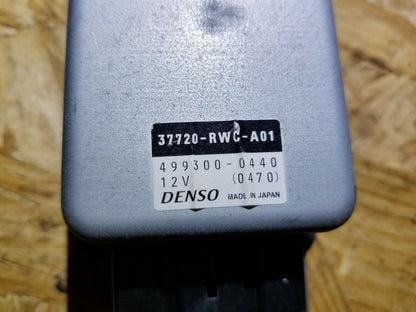 37720-RWC-A01
499300-0440
12V (0470)
DENSO MADE IN JAPAN